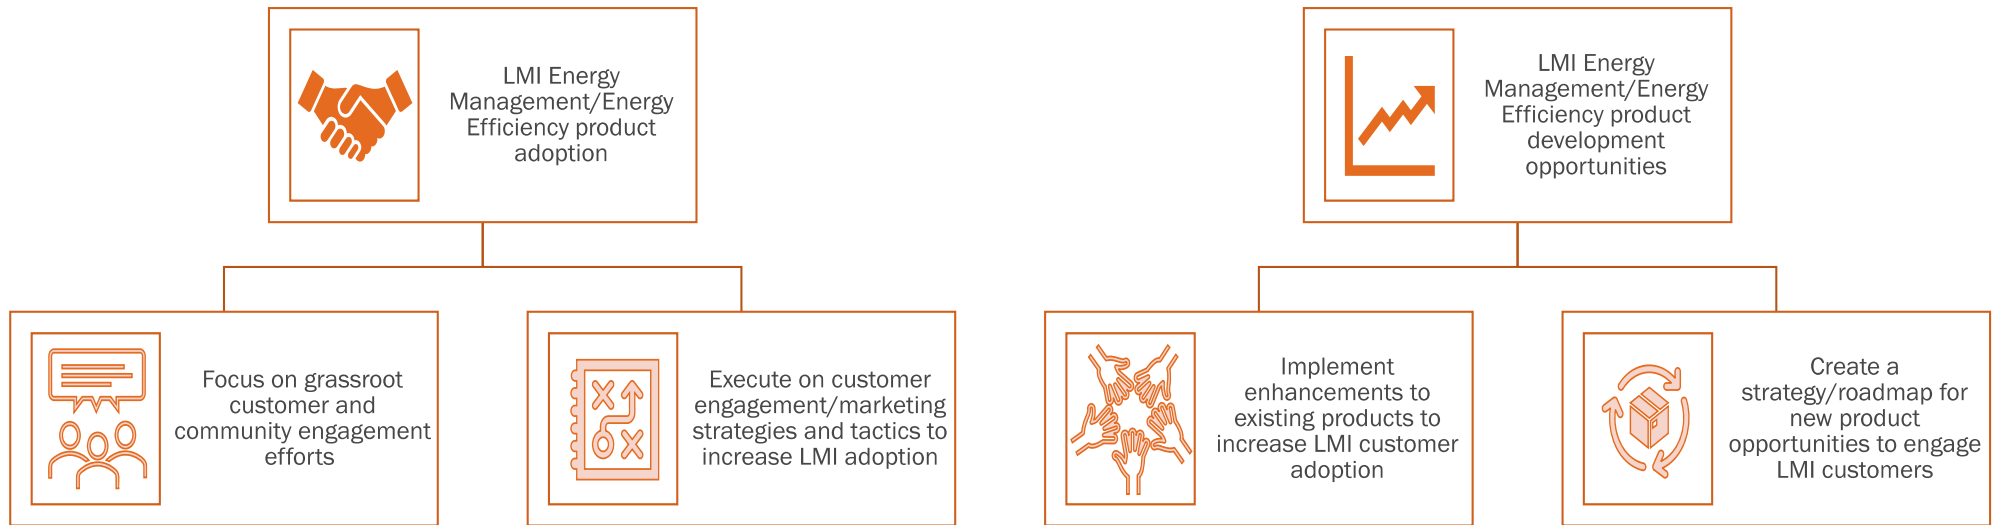 LMI Energy
Management/Energy
Efficiency product
adoption
LMI Energy
Management/Energy
Efficiency product
development
opportunities
Focus on grassroot
customer and
community engagement
efforts
Execute on customer
engagement/marketing
strategies and tactics to
increase LMI adoption
Implement
enhancements to
existing products to
increase LMI customer
adoption
Create a
strategy/roadmap for
new product
opportunities to engage
LMI customers